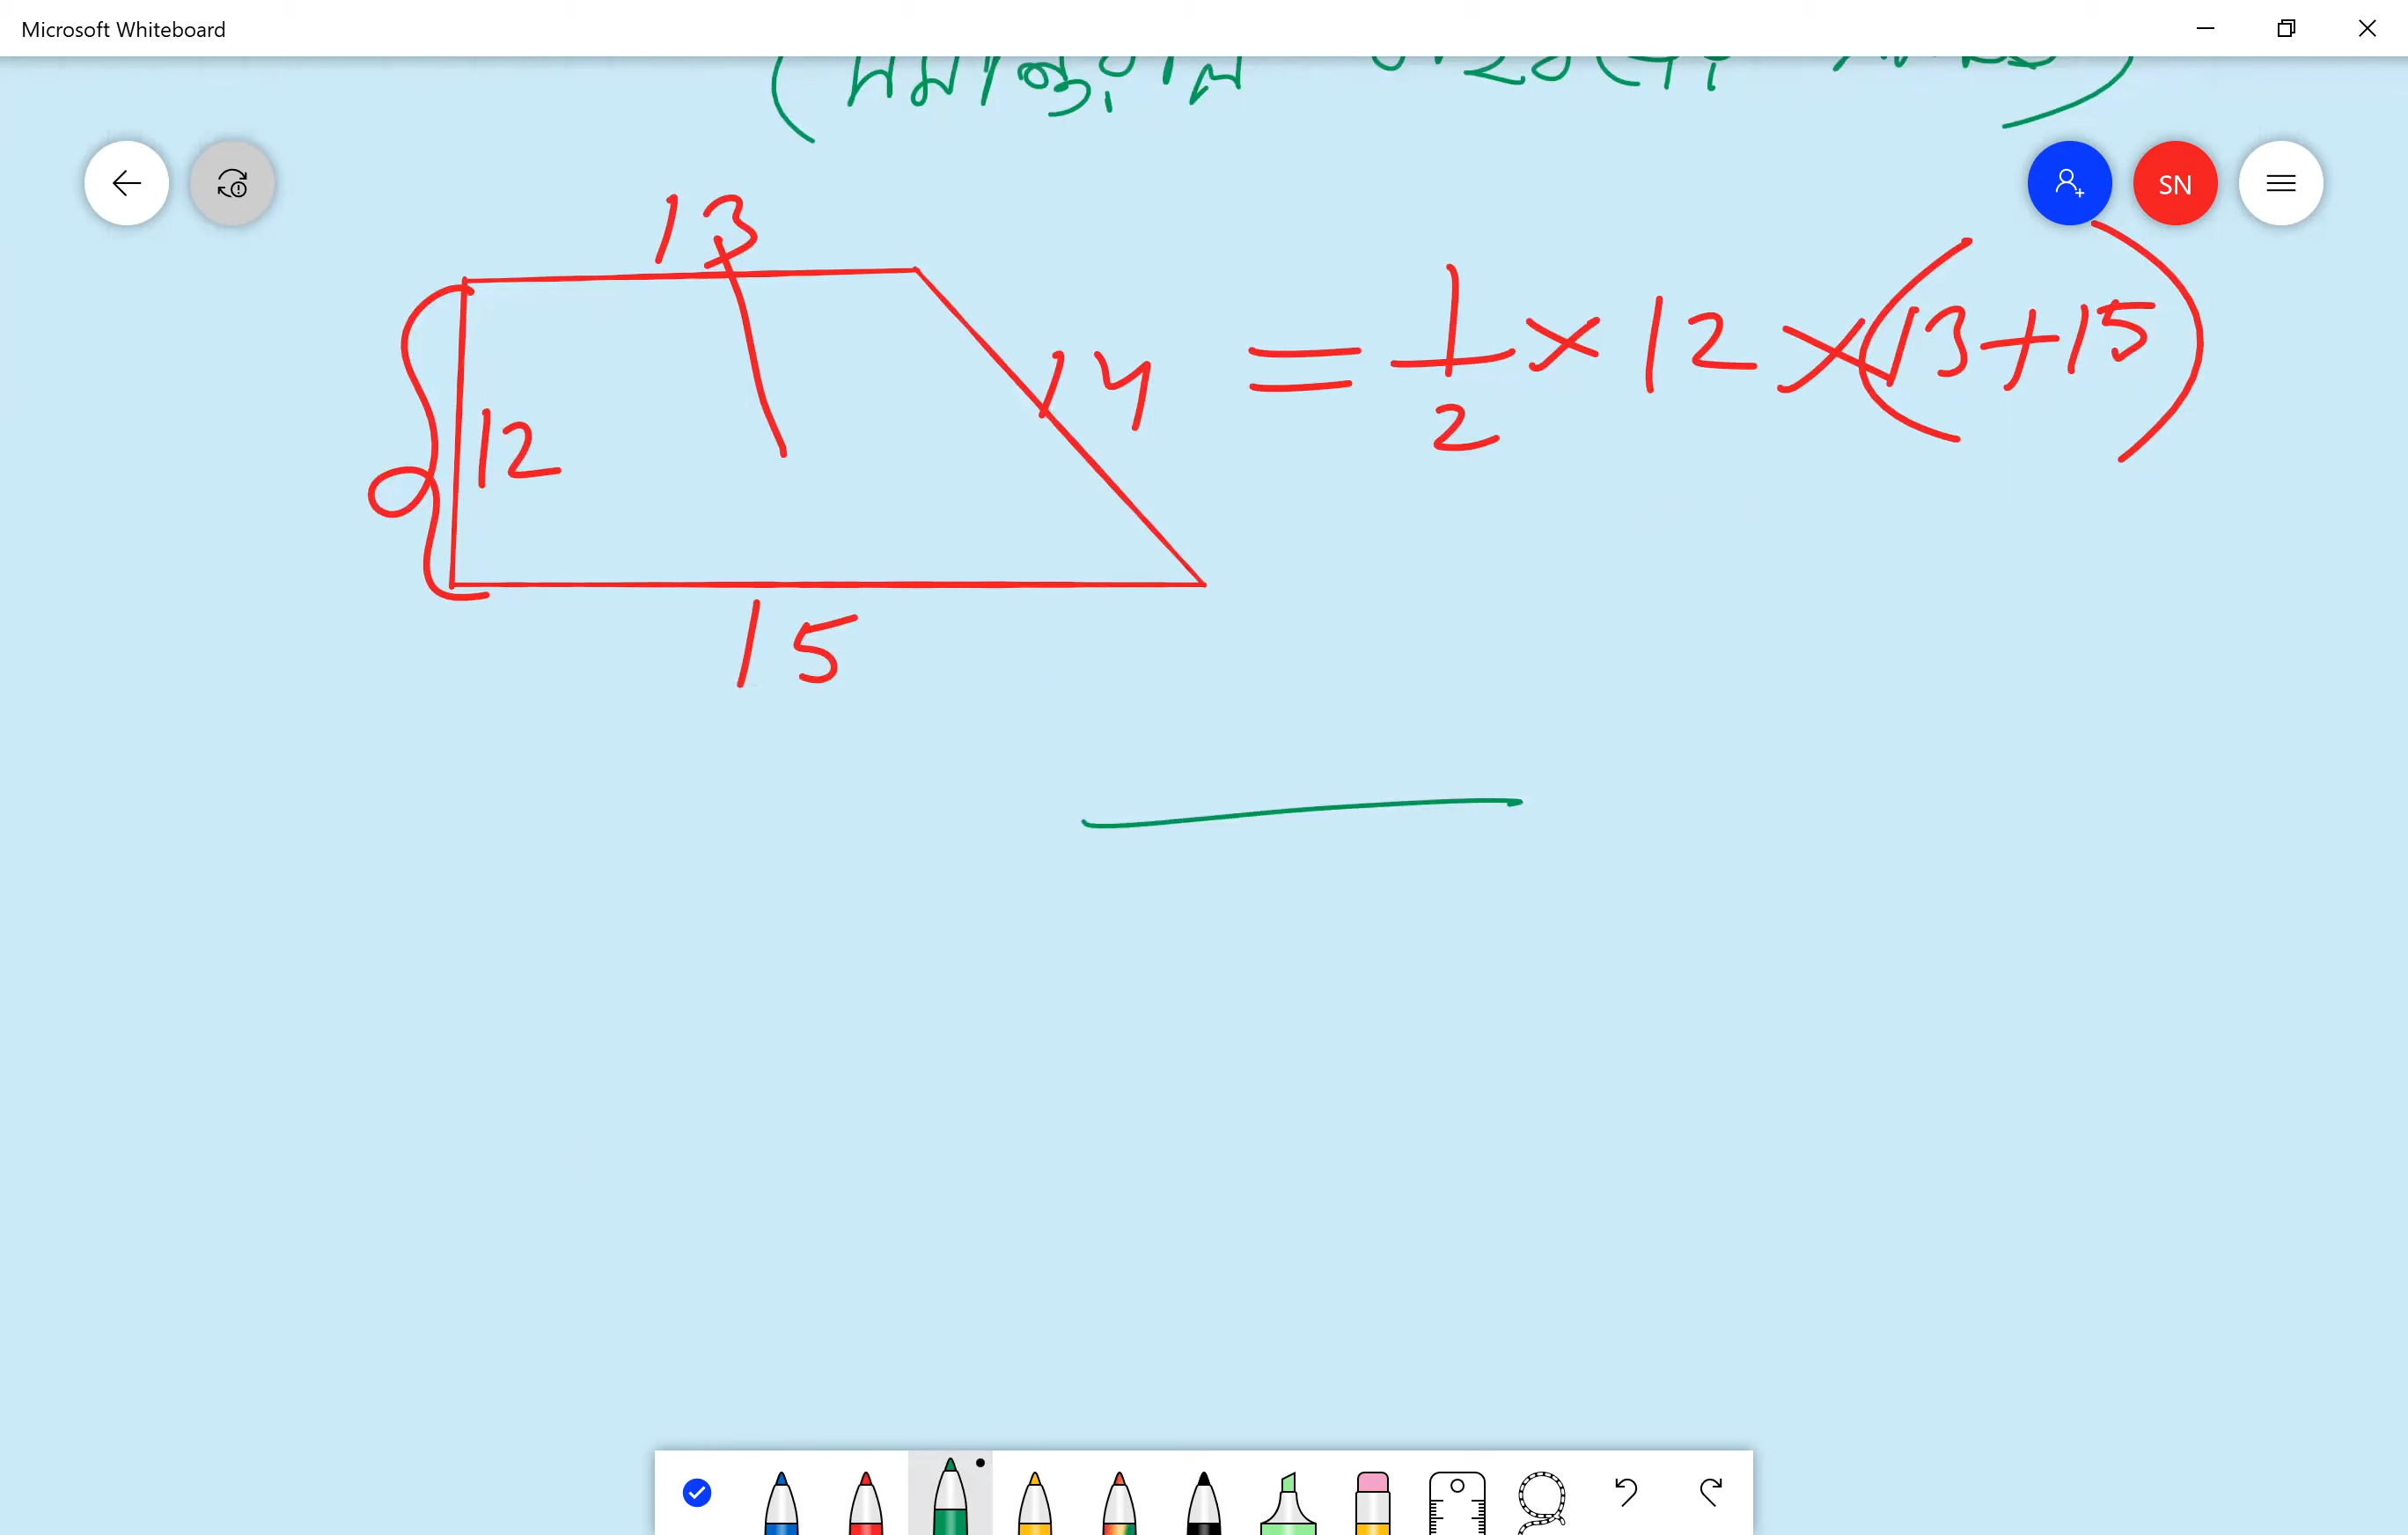 Microsoft Whiteboard
SN
13
12
14
= 1/2 × 12 × (13+15)
15